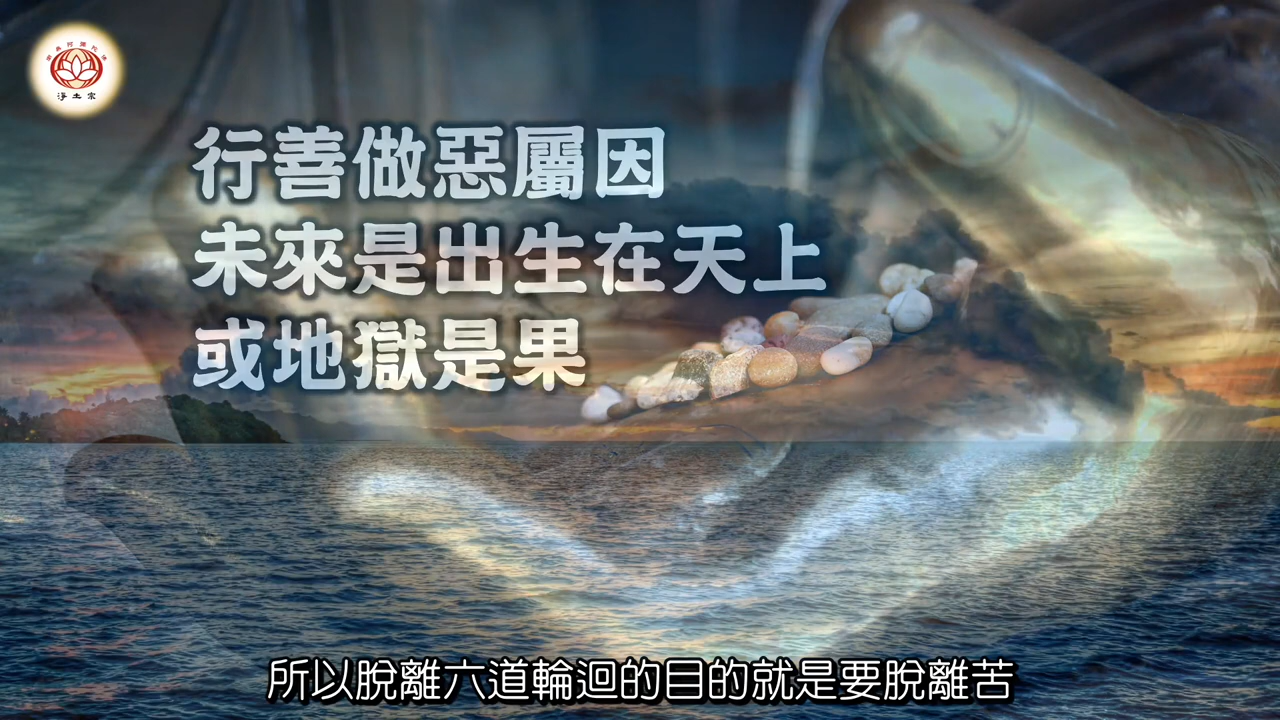 淨土宗
行善做惡屬因
未來是出生在天上
或地獄是果
所以脫離六道輪迴的目的就是要脫離苦